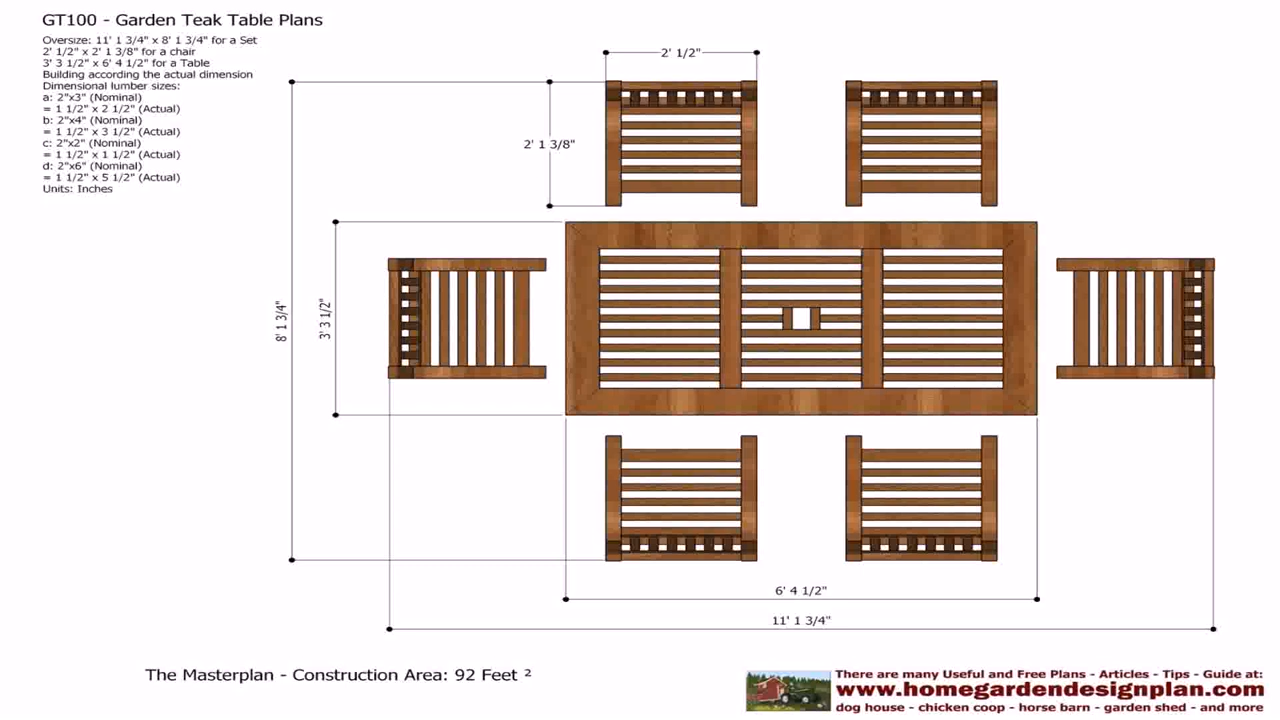 GT100 - Garden Teak Table Plans
Oversize: 11' 1 3/4" x 8' 1 3/4" for a Set
2' 1/2" x 2' 1 3/8" for a chair
3' 3 1/2" x 6' 4 1/2" for a Table
Building according the actual dimension
Dimensional lumber sizes:
a: 2"x3" (Nominal)
= 1 1/2" x 2 1/2" (Actual)
b: 2"x4" (Nominal)
= 1 1/2" x 3 1/2" (Actual)
c: 2"x2" (Nominal)
= 1 1/2" x 1 1/2" (Actual)
d: 2"x6" (Nominal)
= 1 1/2" x 5 1/2" (Actual)
Units: Inches
2' 1/2"
2' 1 3/8"
8' 1 3/4"
3' 3 1/2"
6' 4 1/2"
11' 1 3/4"
The Masterplan - Construction Area: 92 Feet ²
There are many Useful and Free Plans - Articles - Tips - Guide at:
www.homegardendesignplan.com
dog house - chicken coop - horse barn - garden shed - and more